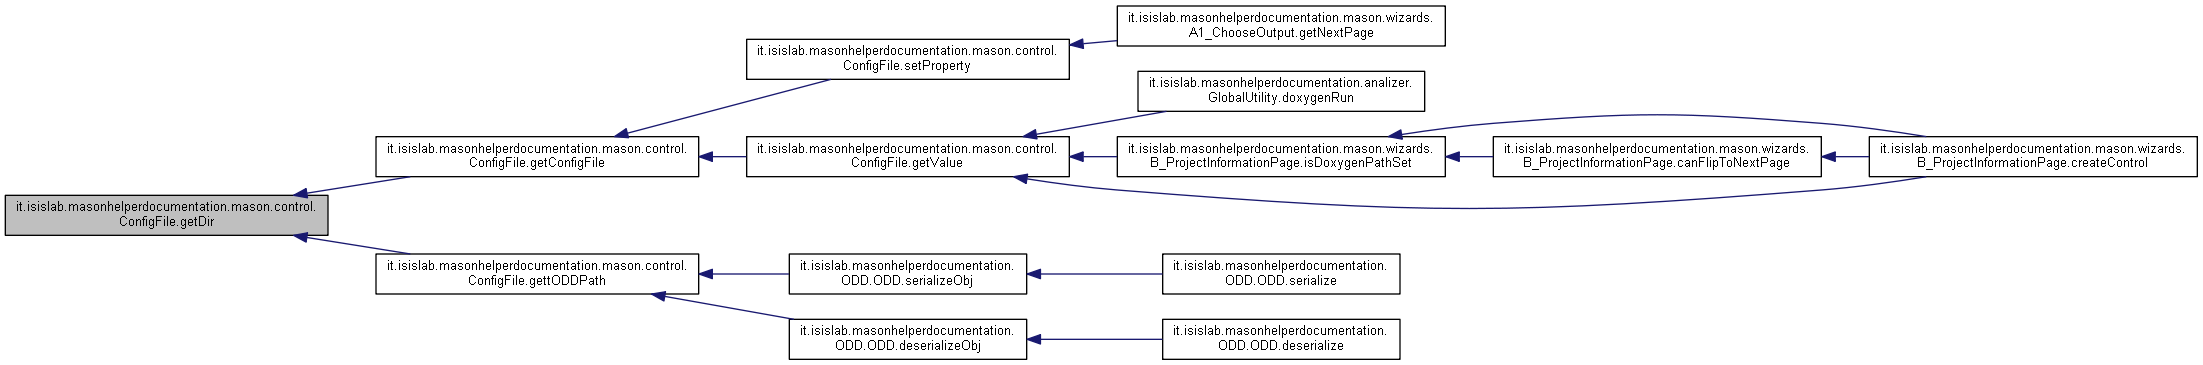 it.isislab.masonhelperdocumentation.mason.control.
ConfigFile.getDir
it.isislab.masonhelperdocumentation.mason.control.
ConfigFile.getConfigFile
it.isislab.masonhelperdocumentation.mason.control.
ConfigFile.setProperty
it.isislab.masonhelperdocumentation.mason.wizards.
A1_ChooseOutput.getNextPage
it.isislab.masonhelperdocumentation.mason.control.
ConfigFile.getValue
it.isislab.masonhelperdocumentation.analizer.
GlobalUtility.doxygenRun
it.isislab.masonhelperdocumentation.mason.wizards.
B_ProjectInformationPage.isDoxygenPathSet
it.isislab.masonhelperdocumentation.mason.wizards.
B_ProjectInformationPage.canFlipToNextPage
it.isislab.masonhelperdocumentation.mason.wizards.
B_ProjectInformationPage.createControl
it.isislab.masonhelperdocumentation.mason.control.
ConfigFile.gettODDPath
it.isislab.masonhelperdocumentation.
ODD.ODD.serializeObj
it.isislab.masonhelperdocumentation.
ODD.ODD.serialize
it.isislab.masonhelperdocumentation.
ODD.ODD.deserializeObj
it.isislab.masonhelperdocumentation.
ODD.ODD.deserialize